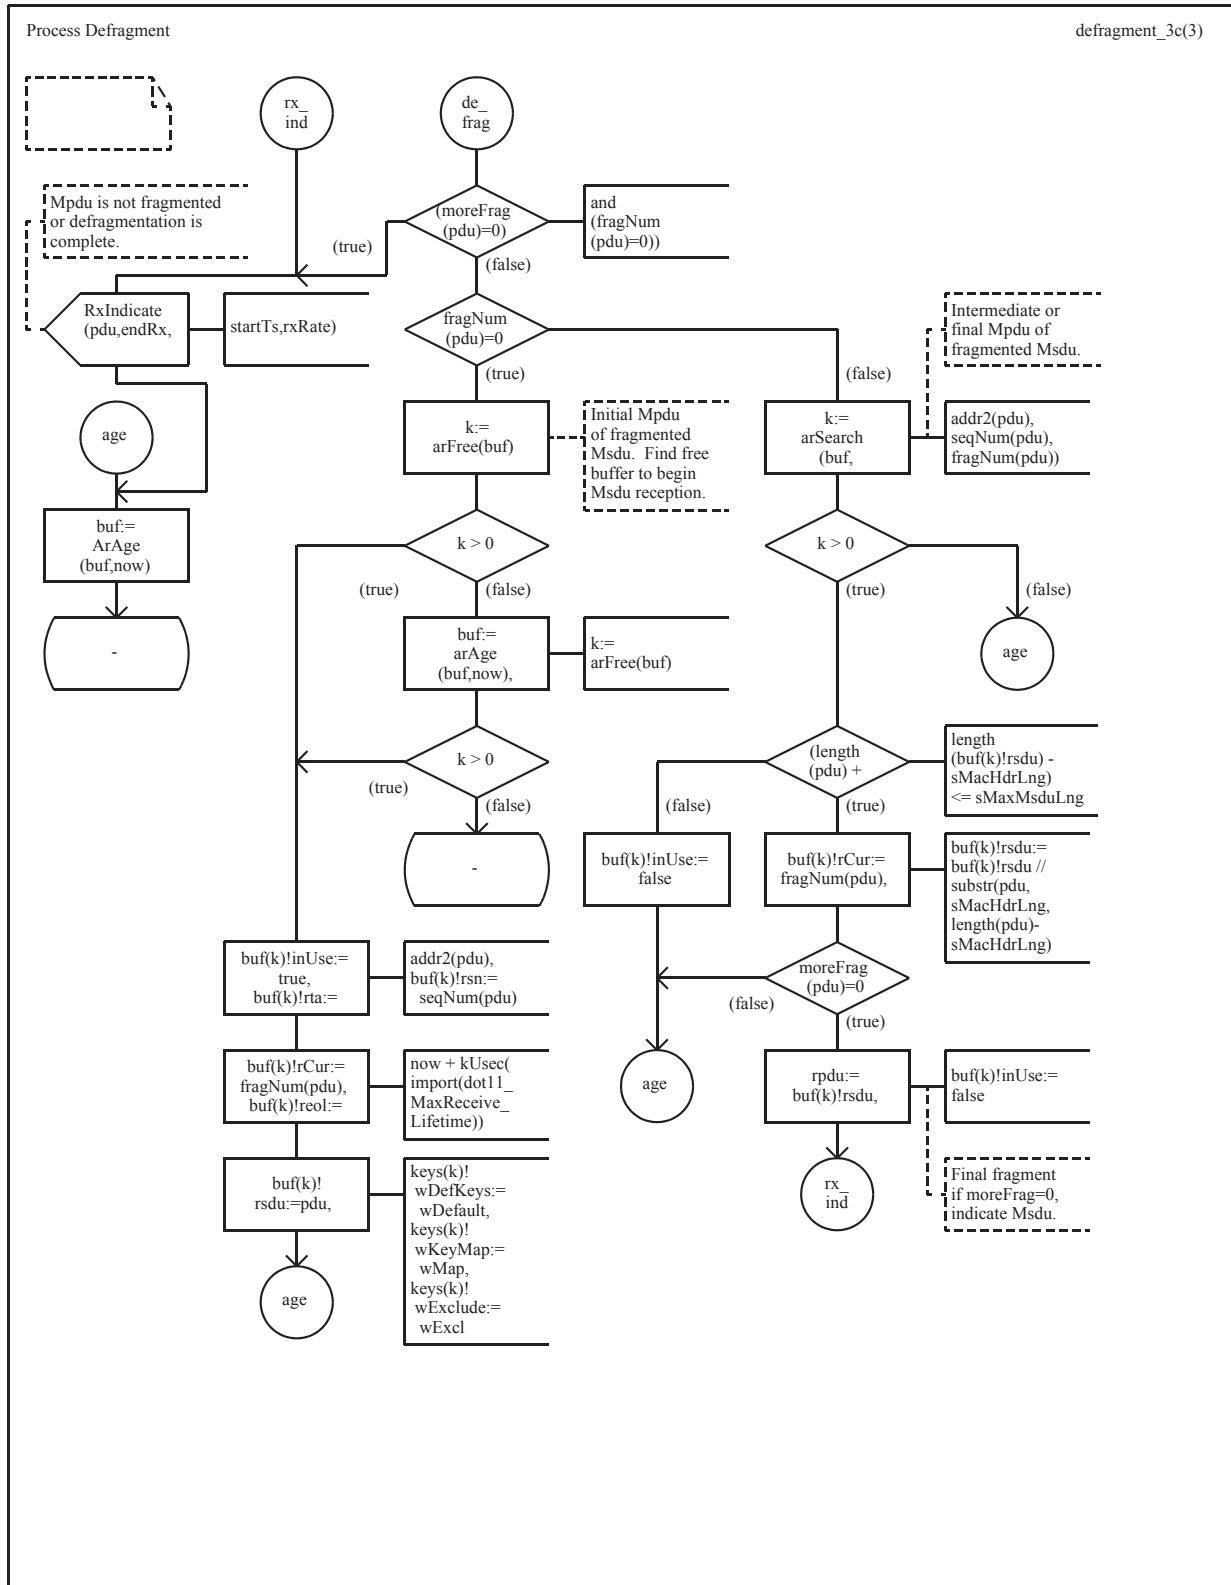 Process Defragment
defragment_3c(3)
rx_
ind
de_
frag
Mpdu is not fragmented
or defragmentation is
complete.
(moreFrag
(pdu)=0)
and
(fragNum
(pdu)=0))
(true)
(false)
RxIndicate
(pdu,endRx,
startTs,rxRate)
fragNum
(pdu)=0
Intermediate or
final Mpdu of
fragmented Msdu.
(true)
(false)
age
k:=
arFree(buf)
Initial Mpdu
of fragmented
Msdu.  Find free
buffer to begin
Msdu reception.
k:=
arSearch
(buf,
addr2(pdu),
seqNum(pdu),
fragNum(pdu))
buf:=
ArAge
(buf,now)
k > 0
k > 0
(true)
(false)
(true)
(false)
-
buf:=
arAge
(buf,now),
k:=
arFree(buf)
age
k > 0
(true)
(false)
(length
(pdu) +
length
(buf(k)!rsdu) -
sMacHdrLng)
<= sMaxMsduLng
(false)
(true)
-
buf(k)!inUse:=
false
buf(k)!rCur:=
fragNum(pdu),
buf(k)!rsdu:=
buf(k)!rsdu //
substr(pdu,
sMacHdrLng,
length(pdu)-
sMacHdrLng)
buf(k)!inUse:=
true,
buf(k)!rta:=
addr2(pdu),
buf(k)!rsn:=
seqNum(pdu)
moreFrag
(pdu)=0
(false)
(true)
buf(k)!rCur:=
fragNum(pdu),
buf(k)!reol:=
now + kUsec(
import(dot11_
MaxReceive_
Lifetime))
age
rpdu:=
buf(k)!rsdu,
buf(k)!inUse:=
false
buf(k)!
rsdu:=pdu,
keys(k)!
wDefKeys:=
wDefault,
keys(k)!
wKeyMap:=
wMap,
keys(k)!
wExclude:=
wExcl
rx_
ind
Final fragment
if moreFrag=0,
indicate Msdu.
age